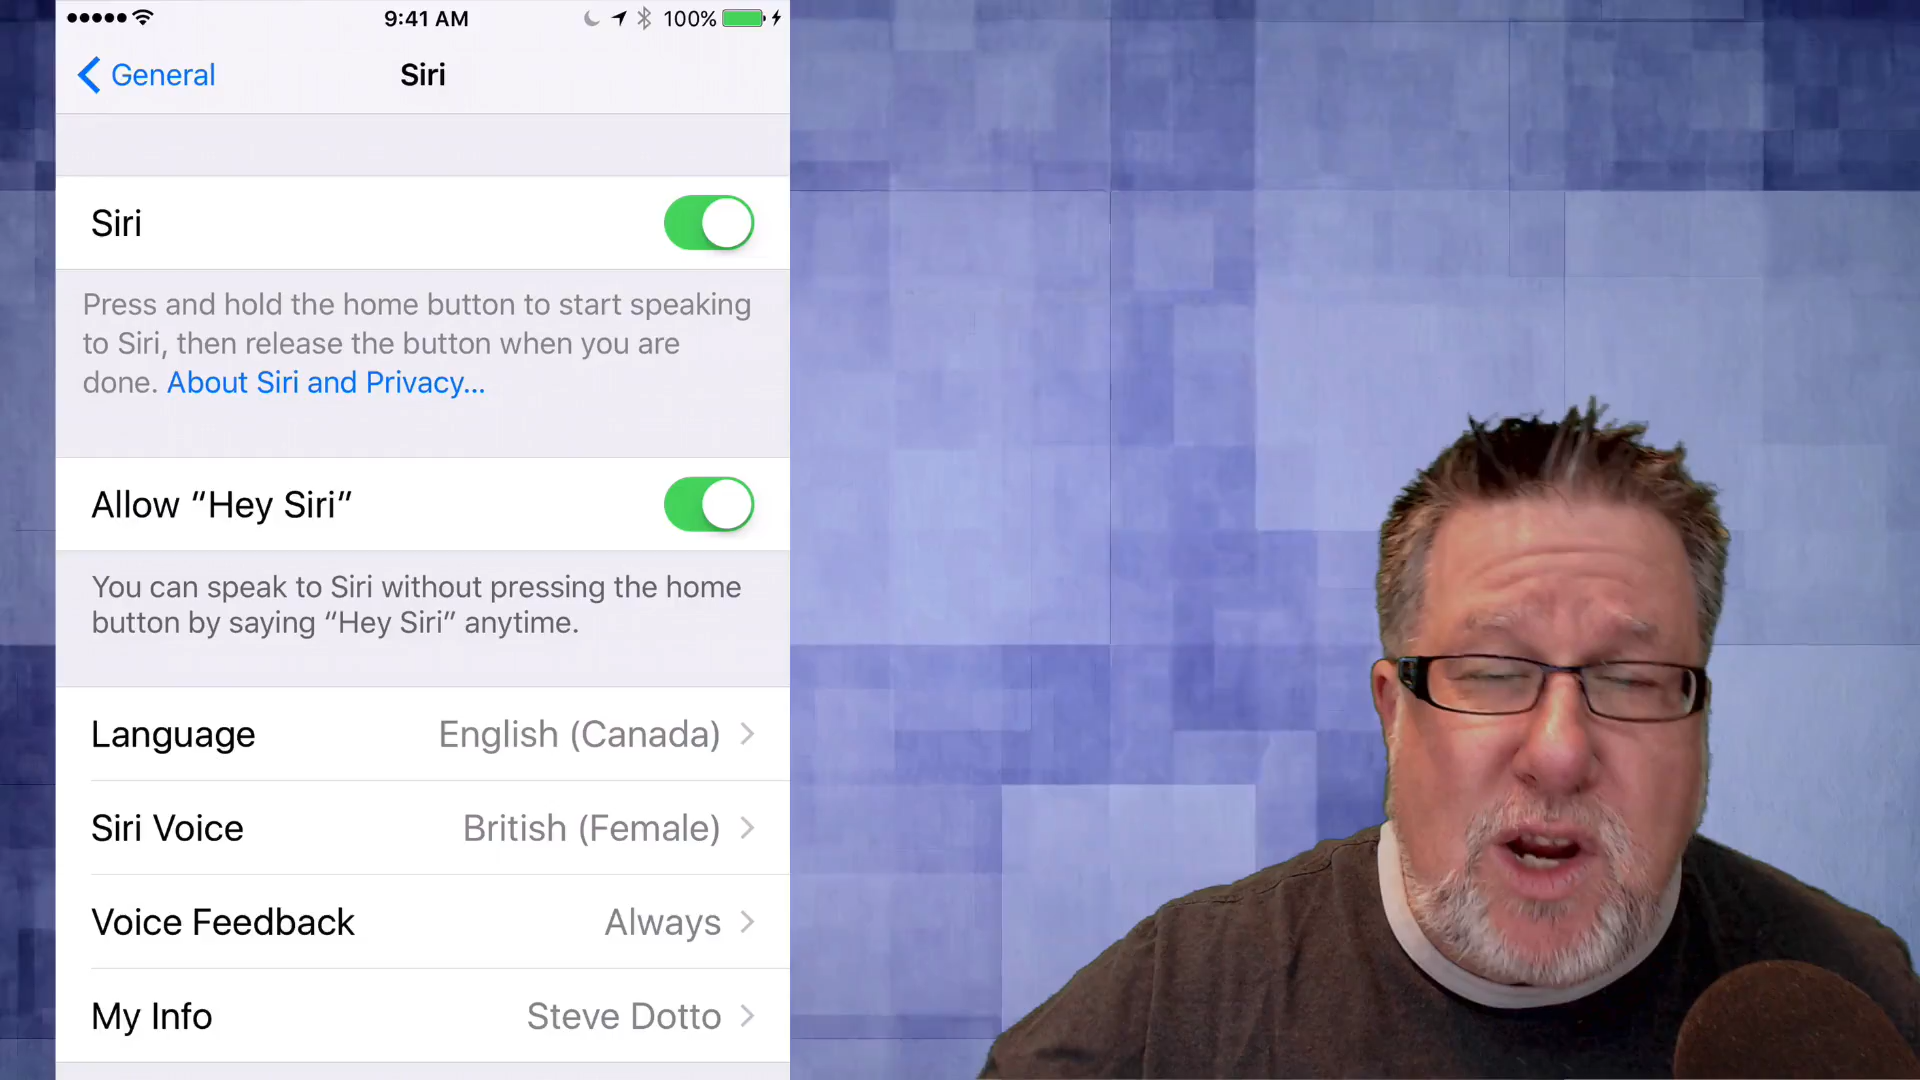 9:41 AM
100%
General
Siri
Siri
Press and hold the home button to start speaking
to Siri, then release the button when you are
done. About Siri and Privacy...
Allow “Hey Siri”
You can speak to Siri without pressing the home
button by saying “Hey Siri” anytime.
Language English (Canada)
Siri Voice British (Female)
Voice Feedback Always
My Info Steve Dotto